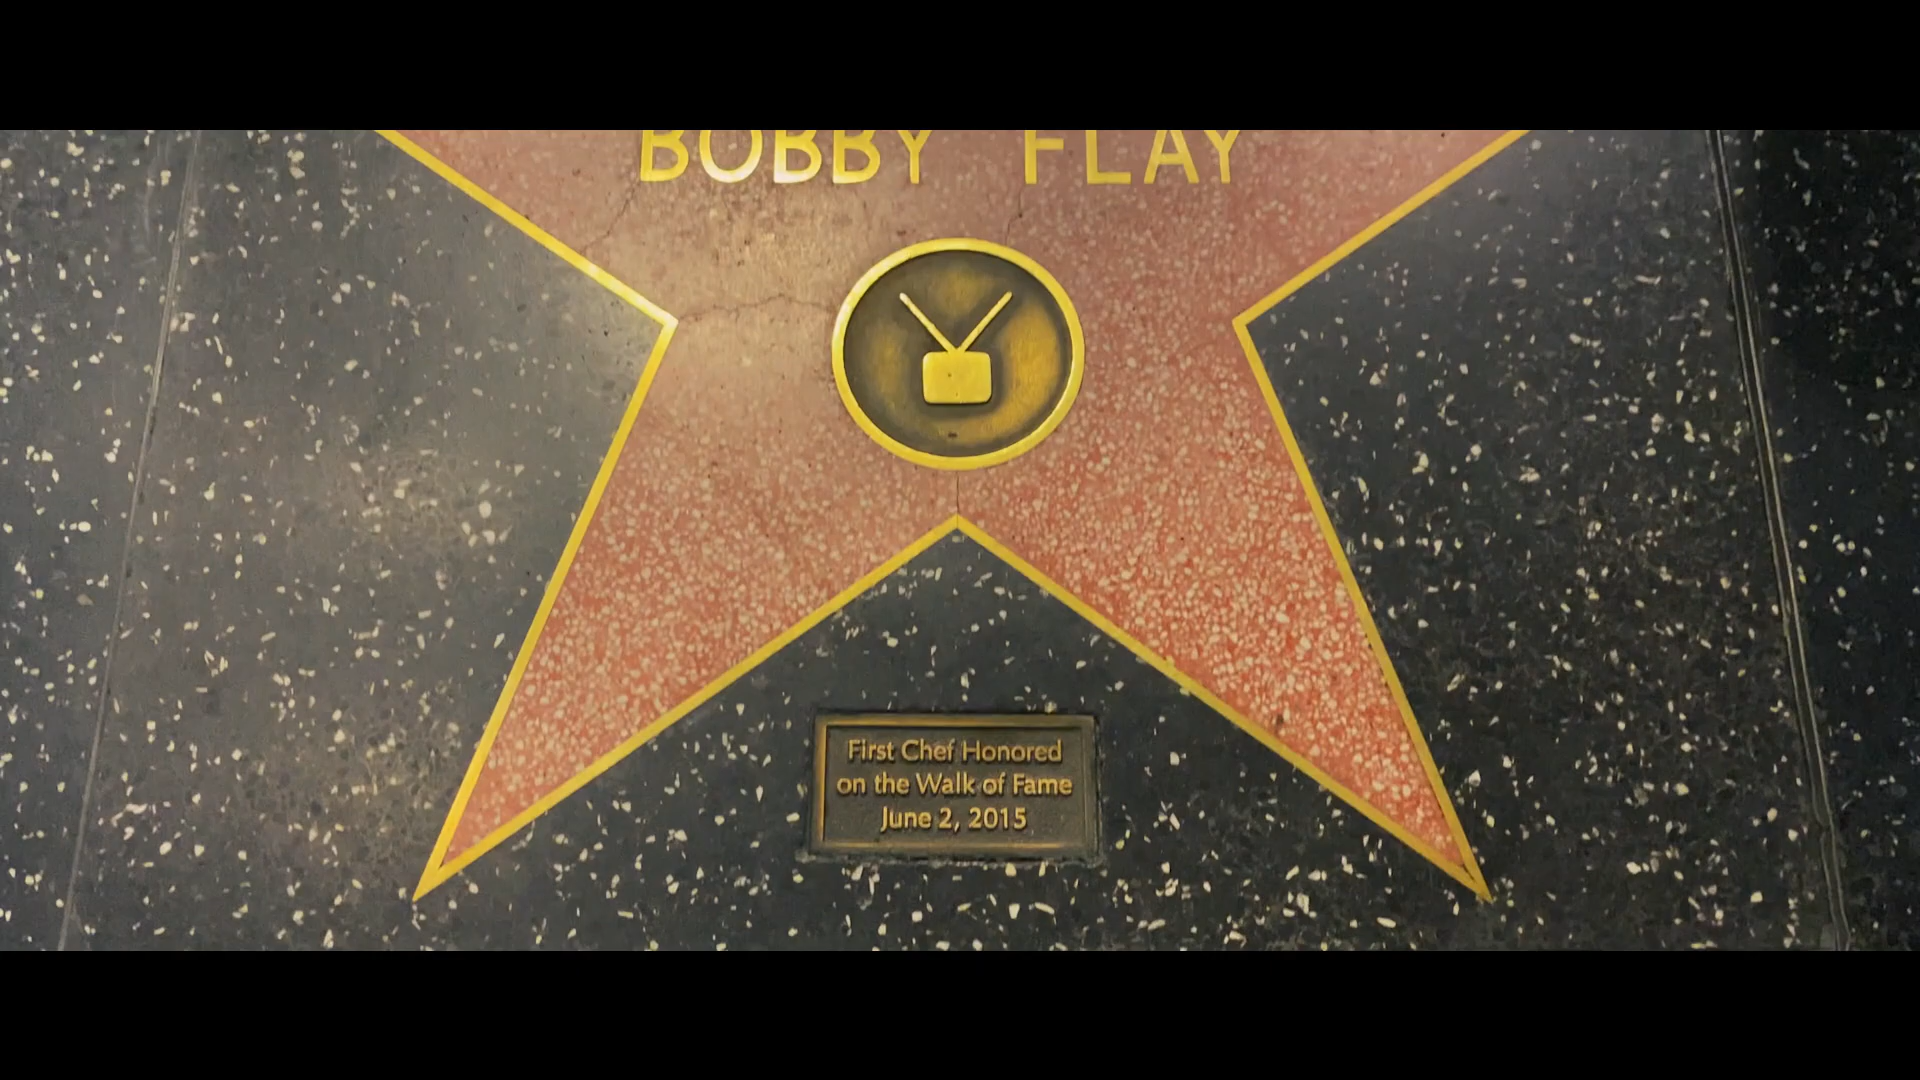 BOBBY FLAY
First Chef Honored
on the Walk of Fame
June 2, 2015